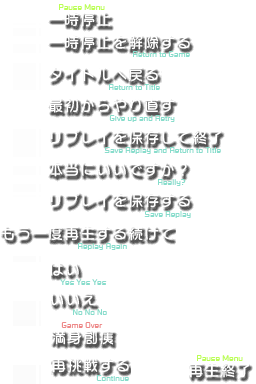 Pause Menu
一時停止
一時停止を解除する
Return to Game
タイトルへ戻る
Return to Title
最初からやり直す
Give up and Retry
リプレイを保存して終了
Save Replay and Return to Title
本当にいいですか？
Really?
リプレイを保存する
Save Replay
もう一度再生する続けて
Replay Again
はい
Yes Yes Yes
いいえ
No No No
Game Over
満身創痍
再挑戦する
Continue
Pause Menu
再生終了